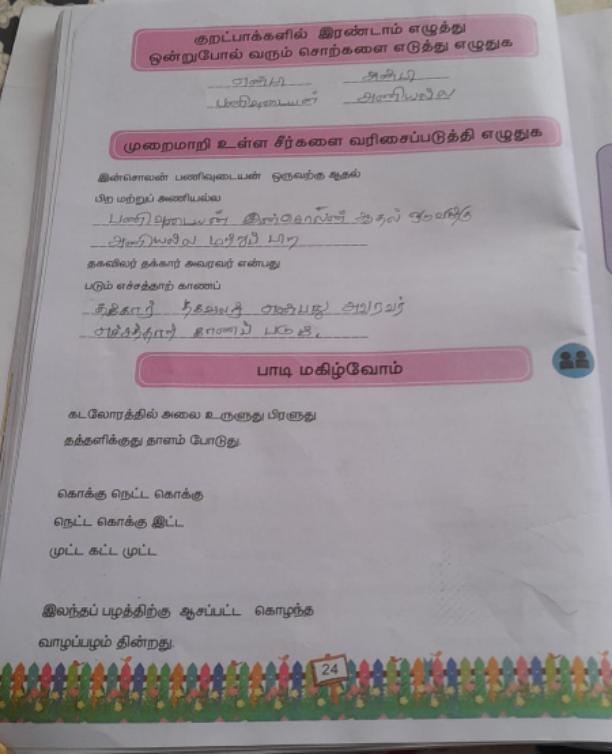 குறட்பாக்களில் இரண்டாம் எழுத்து
ஒன்றுபோல் வரும் சொற்களை எடுத்து எழுதுக
என்பு அன்பு
பணிவுடையன் அணியல்ல
முறைமாறி உள்ள சீர்களை வரிசைப்படுத்தி எழுதுக
இன்சொலன் பணிவுடையன் ஒருவற்கு ஆதல்
பிற மற்றுப் அணியல்ல
பணிவுடையன் இன்சொலன் ஆதல் ஒருவற்கு
அணியல்ல மற்றுப் பிற
தகவிலர் தக்கார் அவரவர் என்பது
படும் எச்சத்தாற் காணப்
தக்கார் தகவிலர் என்பது அவரவர்
எச்சத்தாற் காணப் படும்.
பாடி மகிழ்வோம்
கடலோரத்தில் அலை உருளுது பிரளுது
தத்தளிக்குது தாளம் போடுது.
கொக்கு நெட்ட கொக்கு
நெட்ட கொக்கு இட்ட
முட்ட கட்ட முட்ட
இலந்தப் பழத்திற்கு ஆசப்பட்ட கொழந்த
வாழப்பழம் தின்றது.
24